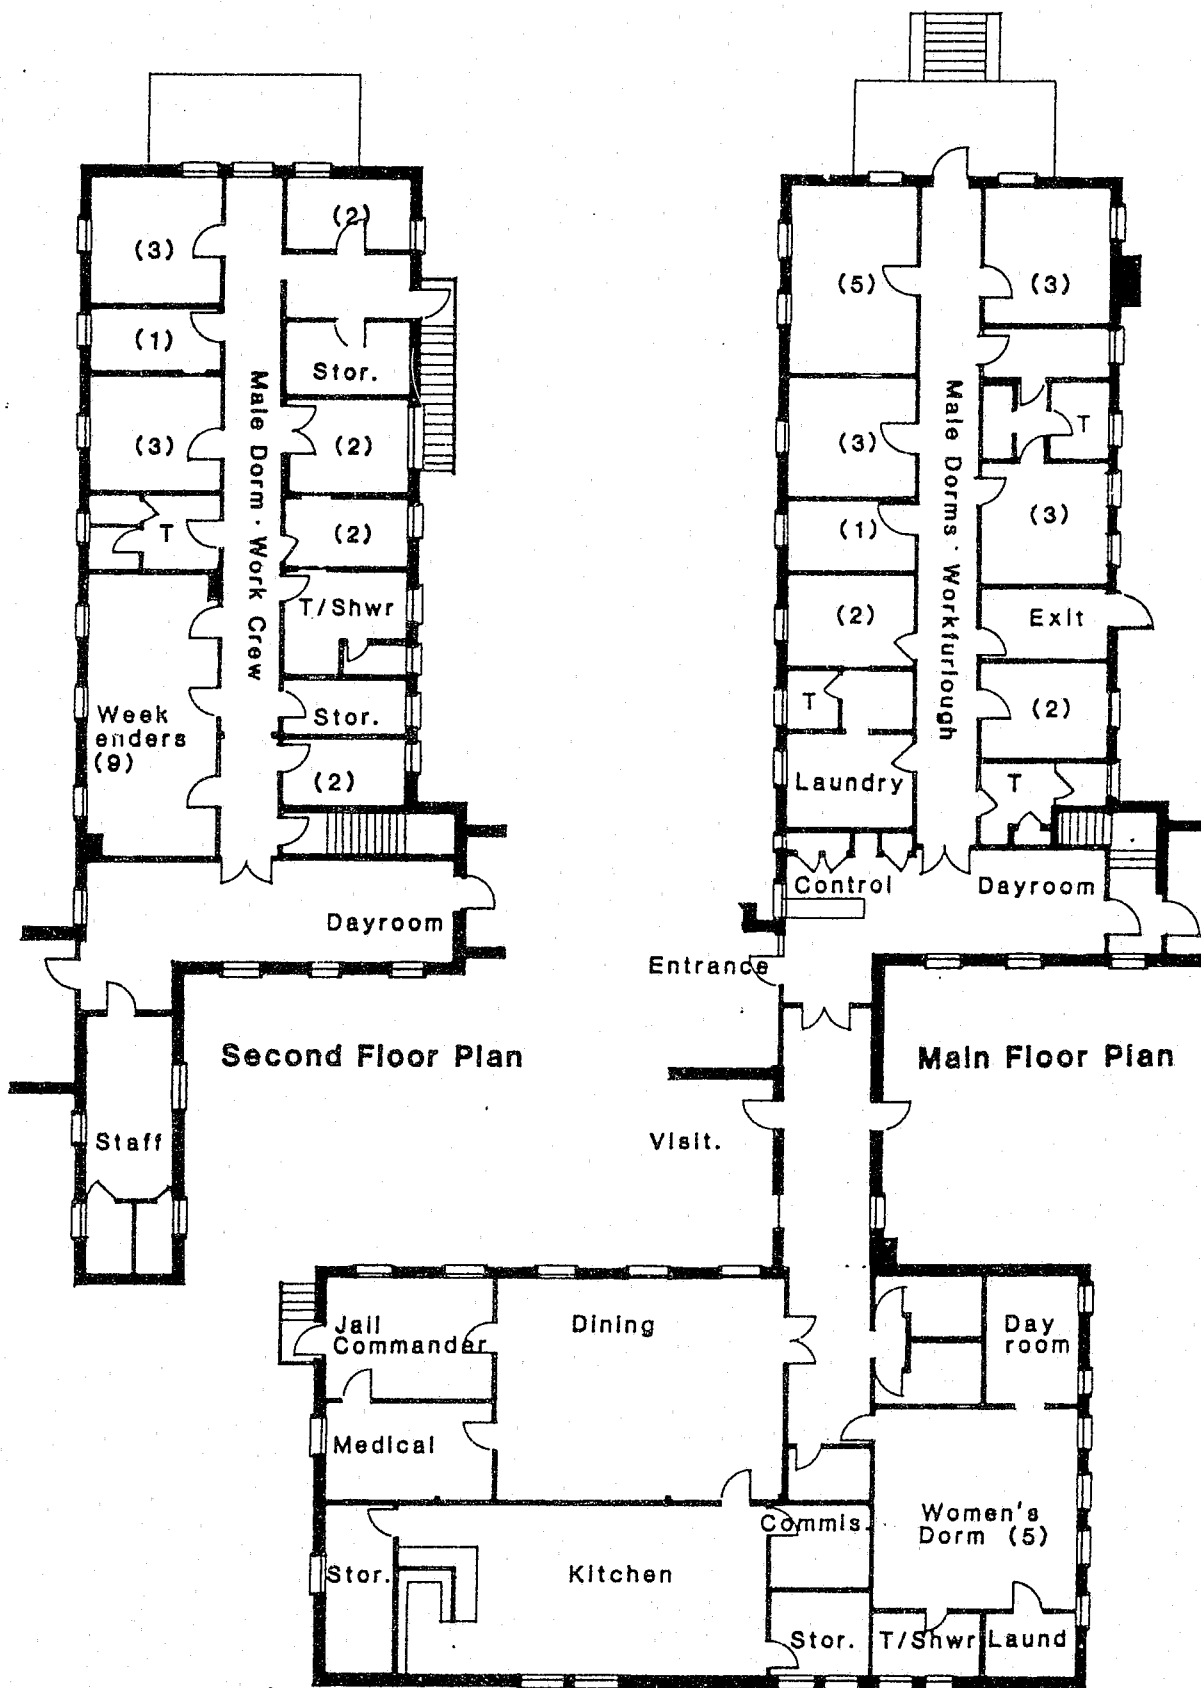 (2)
(3)
(1)
Stor.
(3)
(2)
T
(2)
T/Shwr
Male Dorm · Work Crew
Week
enders
(9)
Stor.
(2)
Dayroom
Second Floor Plan
Staff
(5)
(3)
T
(3)
(3)
(1)
Male Dorms · Workfurlough
(2)
Exit
T
(2)
Laundry
T
Control
Dayroom
Entrance
Main Floor Plan
Visit.
Jail
Commander
Dining
Day
room
Medical
Commis.
Women's
Dorm (5)
Stor.
Kitchen
Stor.
T/Shwr
Laund